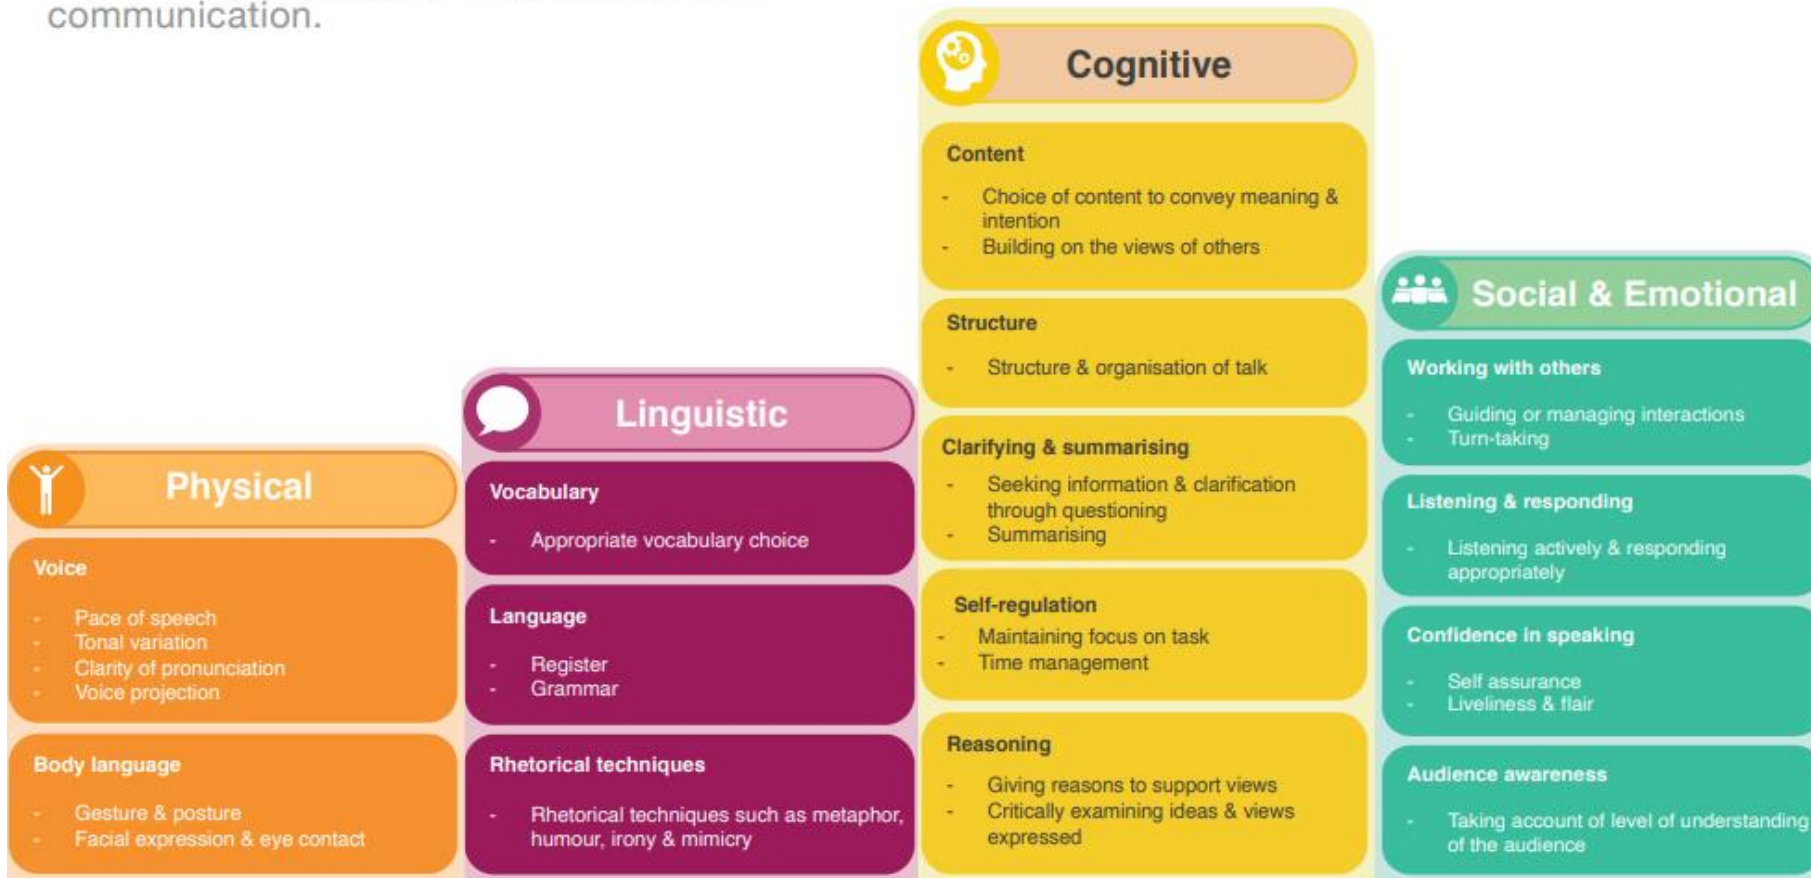 communication.
Physical
Voice
- Pace of speech
- Tonal variation
- Clarity of pronunciation
- Voice projection
Body language
- Gesture & posture
- Facial expression & eye contact
Linguistic
Vocabulary
- Appropriate vocabulary choice
Language
- Register
- Grammar
Rhetorical techniques
- Rhetorical techniques such as metaphor,
humour, irony & mimicry
Cognitive
Content
- Choice of content to convey meaning &
intention
- Building on the views of others
Structure
- Structure & organisation of talk
Clarifying & summarising
- Seeking information & clarification
through questioning
- Summarising
Self-regulation
- Maintaining focus on task
- Time management
Reasoning
- Giving reasons to support views
- Critically examining ideas & views
expressed
Social & Emotional
Working with others
- Guiding or managing interactions
- Turn-taking
Listening & responding
- Listening actively & responding
appropriately
Confidence in speaking
- Self assurance
- Liveliness & flair
Audience awareness
- Taking account of level of understanding
of the audience